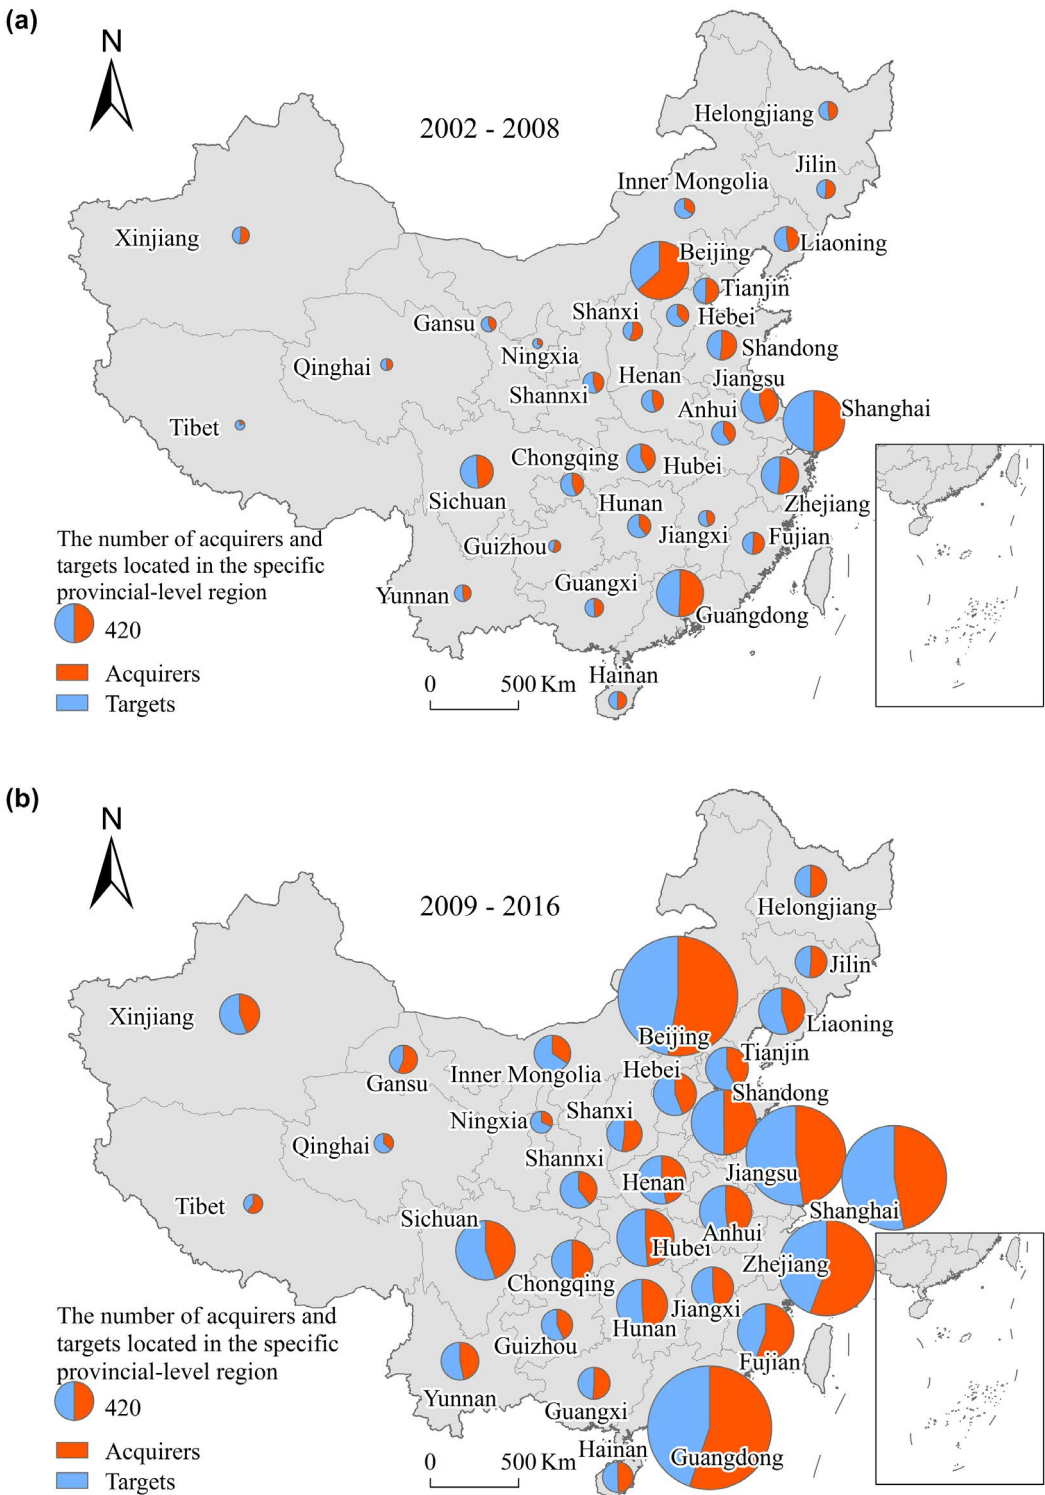 (a)
N
2002 - 2008
Helongjiang
Jilin
Inner Mongolia
Xinjiang
Liaoning
Beijing
Tianjin
Shanxi
Hebei
Gansu
Ningxia
Shandong
Qinghai
Henan
Jiangsu
Shannxi
Anhui
Shanghai
Tibet
Chongqing
Hubei
Sichuan
Hunan
Zhejiang
Jiangxi
Fujian
Guizhou
The number of acquirers and
targets located in the specific
provincial-level region
Guangxi
Yunnan
Guangdong
420
Acquirers
Targets
Hainan
0 500 Km
(b)
N
2009 - 2016
Helongjiang
Jilin
Xinjiang
Liaoning
Beijing
Tianjin
Inner Mongolia
Hebei
Gansu
Shandong
Ningxia
Shanxi
Qinghai
Shannxi
Henan
Jiangsu
Tibet
Shanghai
Sichuan
Anhui
Hubei
Zhejiang
Chongqing
Jiangxi
Hunan
The number of acquirers and
targets located in the specific
provincial-level region
Guizhou
Fujian
Yunnan
Guangxi
420
Hainan
Guangdong
Acquirers
Targets
0 500 Km